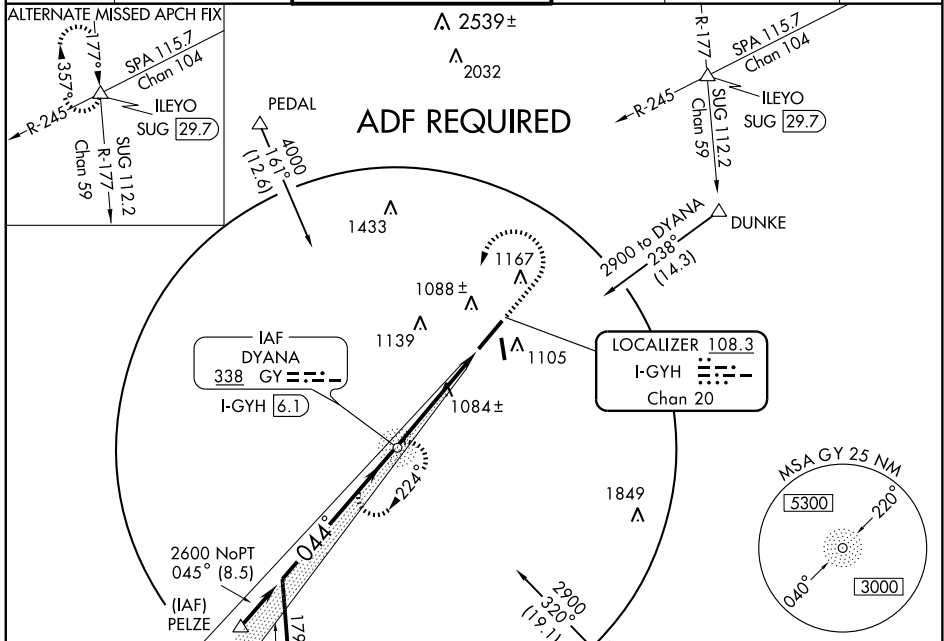 ALTERNATE MISSED APCH FIX
177°
357°
SPA 115.7
Chan 104
R-245
ILEYO
SUG 29.7
SUG 112.2
R-177
Chan 59
2539±
2032
ADF REQUIRED
PEDAL
4000
161°
(12.6)
R-177
SPA 115.7
Chan 104
R-245
ILEYO
SUG 29.7
SUG 112.2
Chan 59
DUNKE
2900 to DYANA
238°
(14.3)
1433
1167
1088±
1139
1105
1084±
IAF
DYANA
338 GY
I-GYH 6.1
LOCALIZER 108.3
I-GYH
Chan 20
224°
044°
1849
2600 NoPT
045° (8.5)
(IAF)
PELZE
179
2900
320°
(19.1)
MSA GY 25 NM
5300
220°
040°
3000